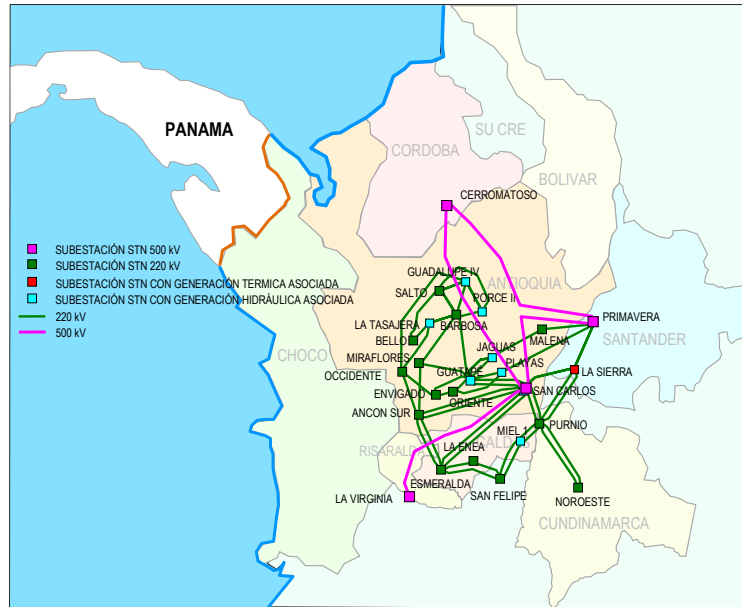 SU CRE
PANAMA
CORDOBA
BOLIVAR
CERROMATOSO
SUBESTACIÓN STN 500 kV
SUBESTACIÓN STN 220 kV
SUBESTACIÓN STN CON GENERACIÓN TERMICA ASOCIADA
SUBESTACIÓN STN CON GENERACIÓN HIDRÁULICA ASOCIADA
220 kV
500 kV
GUADALUPE IV
ANTIOQUIA
SALTO
PORCE II
LA TASAJERA
BARBOSA
PRIMAVERA
BELLO
MALENA
SANTANDER
CHOCO
MIRAFLORES
JAGUAS
OCCIDENTE
GUATAPE
PLAYAS
LA SIERRA
ENVIGADO
ORIENTE
SAN CARLOS
ANCON SUR
MIEL 1
PURNIO
RISARALDA
LA ENEA
CALDAS
ESMERALDA
LA VIRGINIA
SAN FELIPE
NOROESTE
CUNDINAMARCA